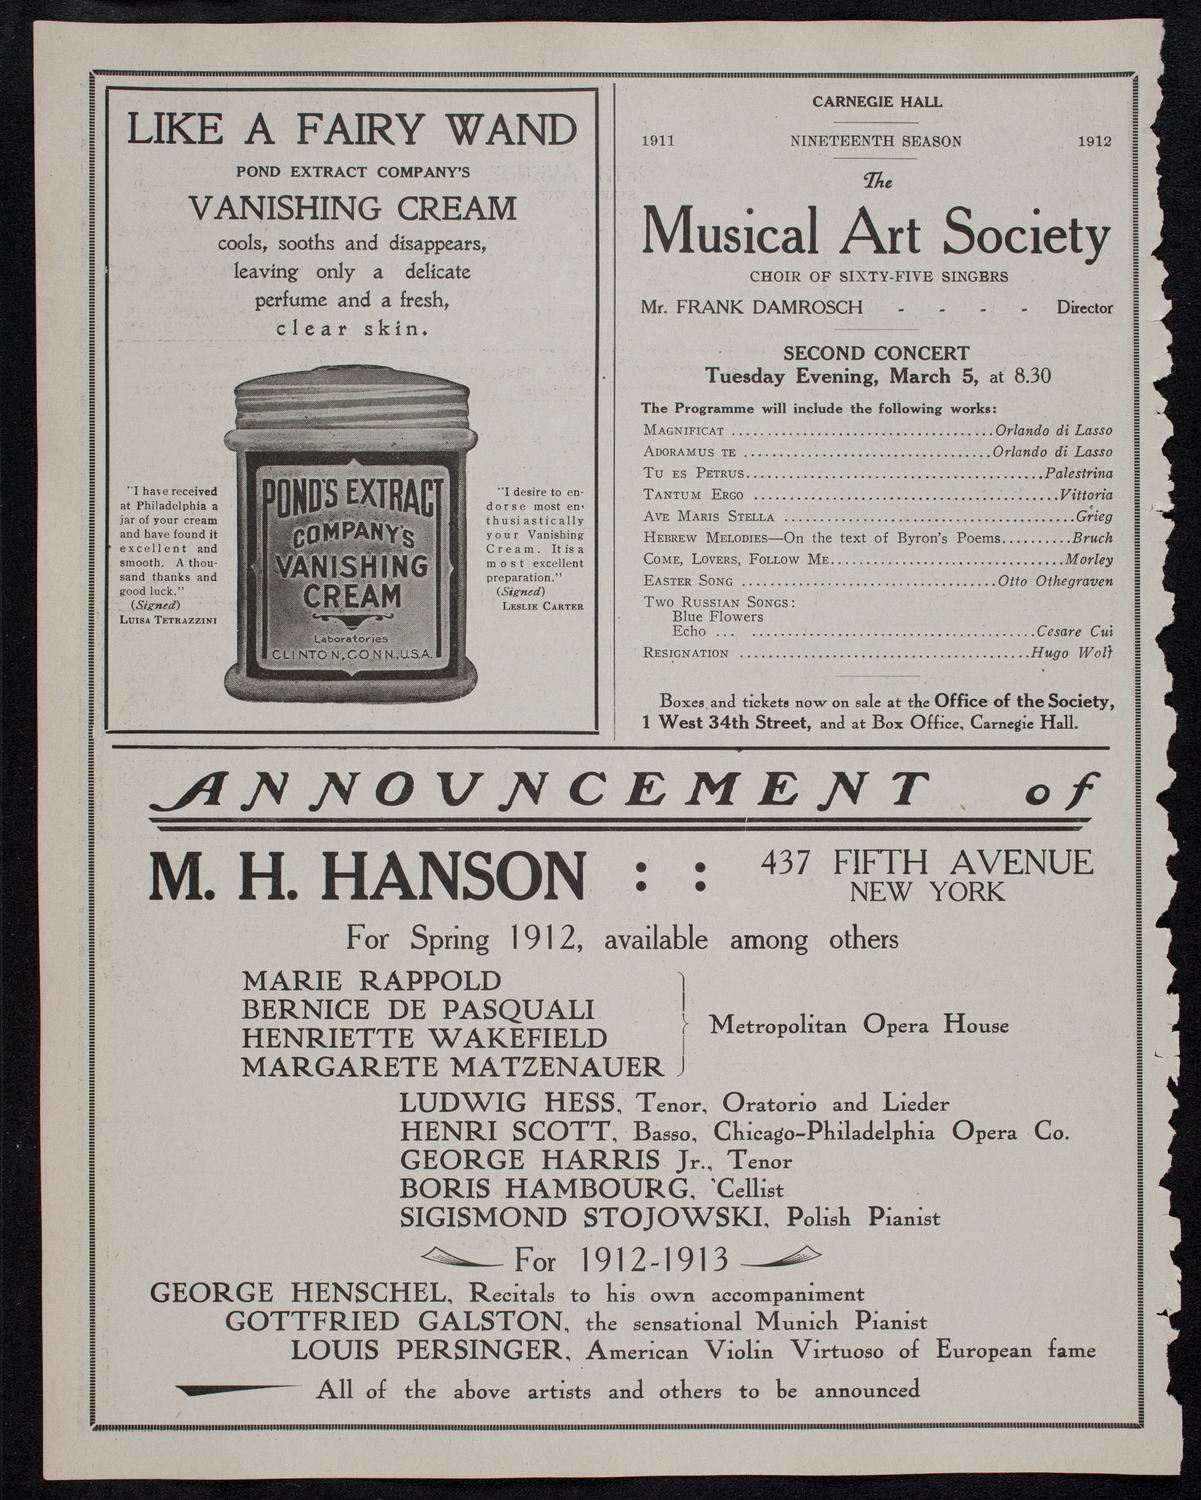 LIKE A FAIRY WAND
POND EXTRACT COMPANY'S
VANISHING CREAM
cools, sooths and disappears,
leaving only a delicate
perfume and a fresh,
clear skin.
"I have received
at Philadelphia a
jar of your cream
and have found it
excellent and
smooth. A thou-
sand thanks and
good luck."
(Signed)
LUISA TETRAZZINI
POND'S EXTRACT
COMPANY'S
VANISHING
CREAM
Laboratories
CLINTON, CONN., U.S.A.
"I desire to en-
dorse most en-
thusiastically
your Vanishing
Cream. It is a
most excellent
preparation."
(Signed)
LESLIE CARTER
CARNEGIE HALL
1911 NINETEENTH SEASON 1912
The
Musical Art Society
CHOIR OF SIXTY-FIVE SINGERS
Mr. FRANK DAMROSCH - - - - Director
SECOND CONCERT
Tuesday Evening, March 5, at 8.30
The Programme will include the following works:
MAGNIFICAT ..... Orlando di Lasso
ADORAMUS TE ..... Orlando di Lasso
TU ES PETRUS ..... Palestrina
TANTUM ERGO ..... Vittoria
AVE MARIS STELLA ..... Grieg
HEBREW MELODIES—On the text of Byron's Poems ..... Bruch
COME, LOVERS, FOLLOW ME ..... Morley
EASTER SONG ..... Otto Othegraven
TWO RUSSIAN SONGS:
Blue Flowers
Echo ... ..... Cesare Cui
RESIGNATION ..... Hugo Wolf
Boxes and tickets now on sale at the Office of the Society,
1 West 34th Street, and at Box Office, Carnegie Hall.
ANNOUNCEMENT of
M. H. HANSON : : 437 FIFTH AVENUE
NEW YORK
For Spring 1912, available among others
MARIE RAPPOLD
BERNICE DE PASQUALI
HENRIETTE WAKEFIELD
MARGARETE MATZENAUER
Metropolitan Opera House
LUDWIG HESS, Tenor, Oratorio and Lieder
HENRI SCOTT, Basso, Chicago-Philadelphia Opera Co.
GEORGE HARRIS Jr., Tenor
BORIS HAMBOURG, 'Cellist
SIGISMOND STOJOWSKI, Polish Pianist
For 1912-1913
GEORGE HENSCHEL, Recitals to his own accompaniment
GOTTFRIED GALSTON, the sensational Munich Pianist
LOUIS PERSINGER, American Violin Virtuoso of European fame
All of the above artists and others to be announced